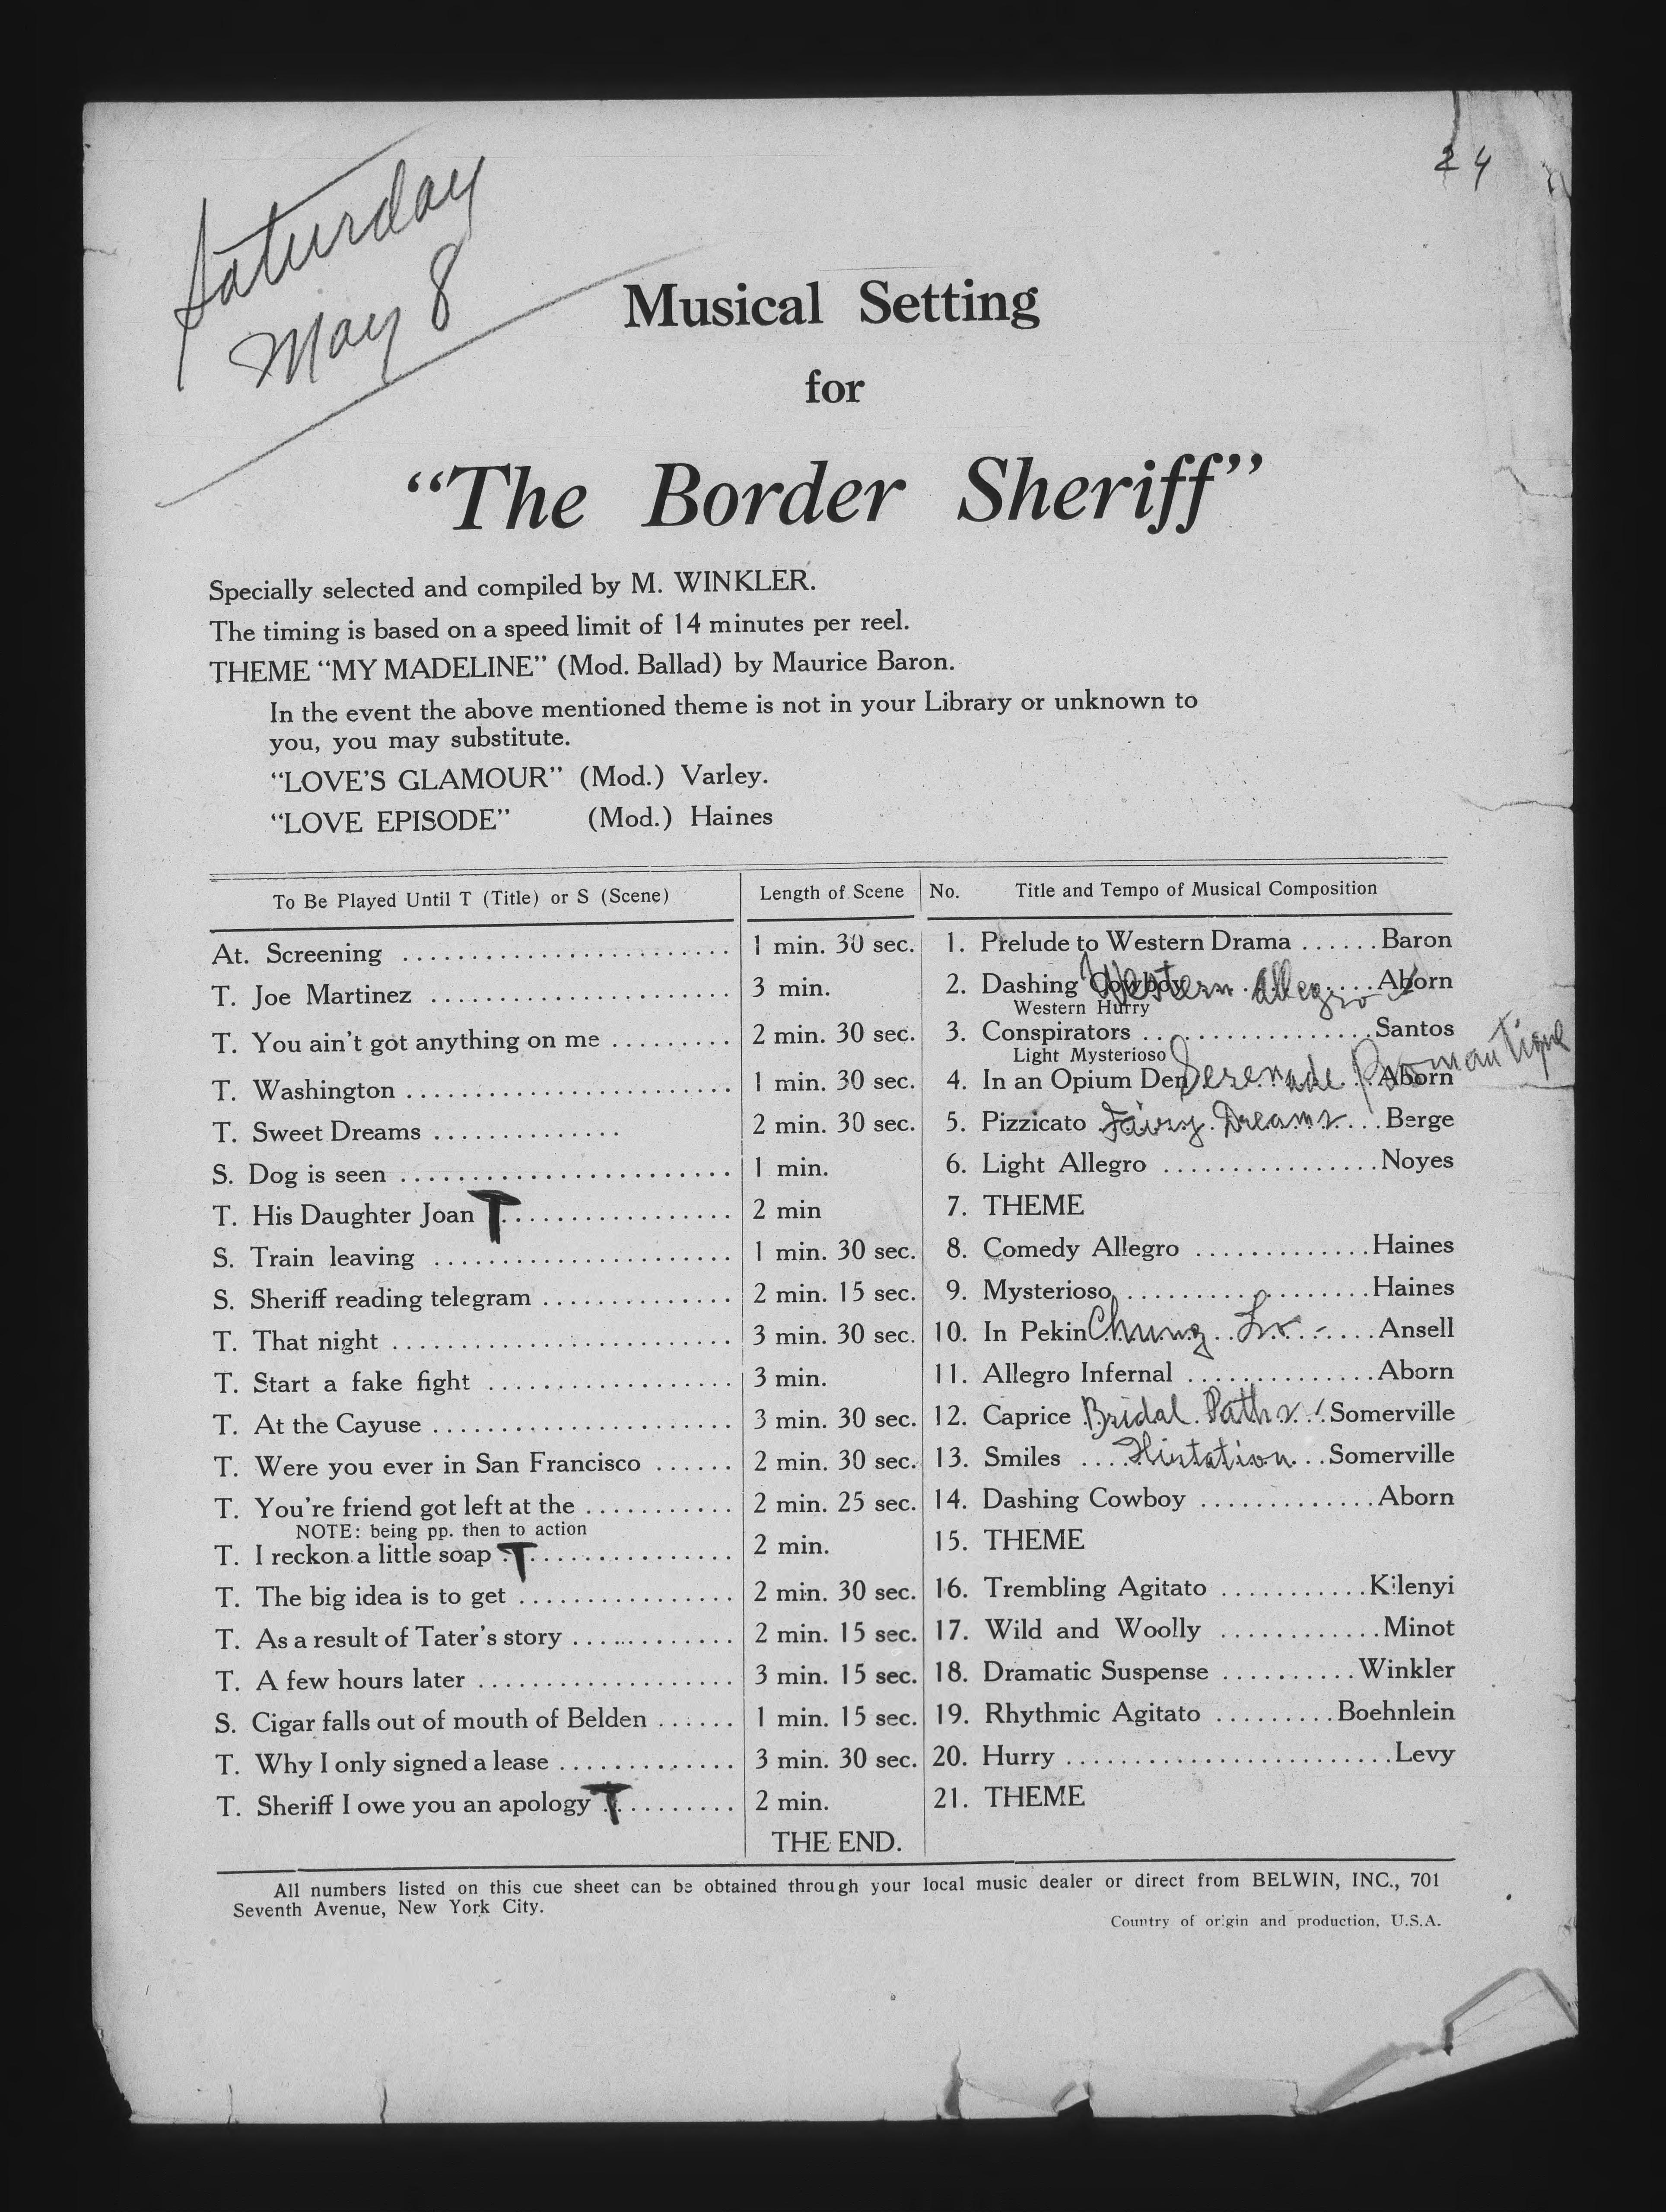 24
Saturday
May 8
Musical Setting
for
“The Border Sheriff”
Specially selected and compiled by M. WINKLER.
The timing is based on a speed limit of 14 minutes per reel.
THEME “MY MADELINE” (Mod. Ballad) by Maurice Baron.
In the event the above mentioned theme is not in your Library or unknown to
you, you may substitute.
“LOVE’S GLAMOUR” (Mod.) Varley.
“LOVE EPISODE” (Mod.) Haines
To Be Played Until T (Title) or S (Scene) Length of Scene No. Title and Tempo of Musical Composition
At. Screening ........................ 1 min. 30 sec. 1. Prelude to Western Drama ......Baron
T. Joe Martinez ...................... 3 min. 2. Dashing Cowboy Western Allegro ....Aborn
Western Hurry
T. You ain’t got anything on me ......... 2 min. 30 sec. 3. Conspirators ................Santos
Light Mysterioso
T. Washington ........................ 1 min. 30 sec. 4. In an Opium Den Serenade Romantique ..Aborn
T. Sweet Dreams .............. 2 min. 30 sec. 5. Pizzicato Fairy Dreams ...Berge
S. Dog is seen ........................ 1 min. 6. Light Allegro ................Noyes
T. His Daughter Joan T ................. 2 min 7. THEME
S. Train leaving ...................... 1 min. 30 sec. 8. Comedy Allegro .............Haines
S. Sheriff reading telegram .............. 2 min. 15 sec. 9. Mysterioso ..................Haines
T. That night ......................... 3 min. 30 sec. 10. In Pekin Chung Lo ......Ansell
T. Start a fake fight .................. 3 min. 11. Allegro Infernal ..............Aborn
T. At the Cayuse ...................... 3 min. 30 sec. 12. Caprice Bridal Paths ..Somerville
T. Were you ever in San Francisco ...... 2 min. 30 sec. 13. Smiles .... Flirtation ...Somerville
T. You’re friend got left at the ........... 2 min. 25 sec. 14. Dashing Cowboy .............Aborn
NOTE: being pp. then to action
T. I reckon a little soap T ............... 2 min. 15. THEME
T. The big idea is to get ................ 2 min. 30 sec. 16. Trembling Agitato ...........Kilenyi
T. As a result of Tater’s story ............ 2 min. 15 sec. 17. Wild and Woolly ............Minot
T. A few hours later ................... 3 min. 15 sec. 18. Dramatic Suspense ..........Winkler
S. Cigar falls out of mouth of Belden ...... 1 min. 15 sec. 19. Rhythmic Agitato .........Boehnlein
T. Why I only signed a lease ............. 3 min. 30 sec. 20. Hurry ........................Levy
T. Sheriff I owe you an apology T ......... 2 min. 21. THEME
THE END.
All numbers listed on this cue sheet can be obtained through your local music dealer or direct from BELWIN, INC., 701
Seventh Avenue, New York City.
Country of origin and production, U.S.A.